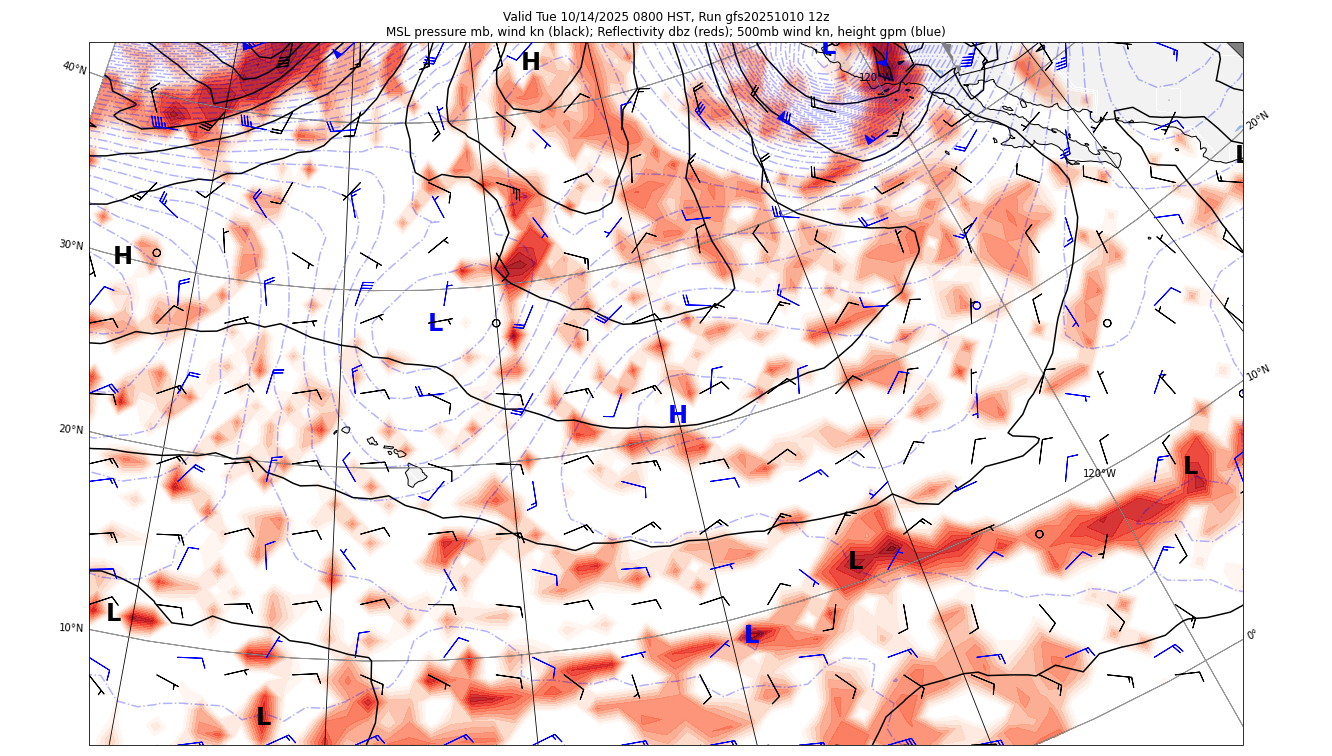 Valid Tue 10/14/2025 0800 HST, Run gfs20251010 12z
MSL pressure mb, wind kn (black); Reflectivity dbz (reds); 500mb wind kn, height gpm (blue)
L
H
40°N
120°W
20°N
L
30°N
H
L
10°N
H
20°N
L
120°W
L
L
10°N
L
0°
L